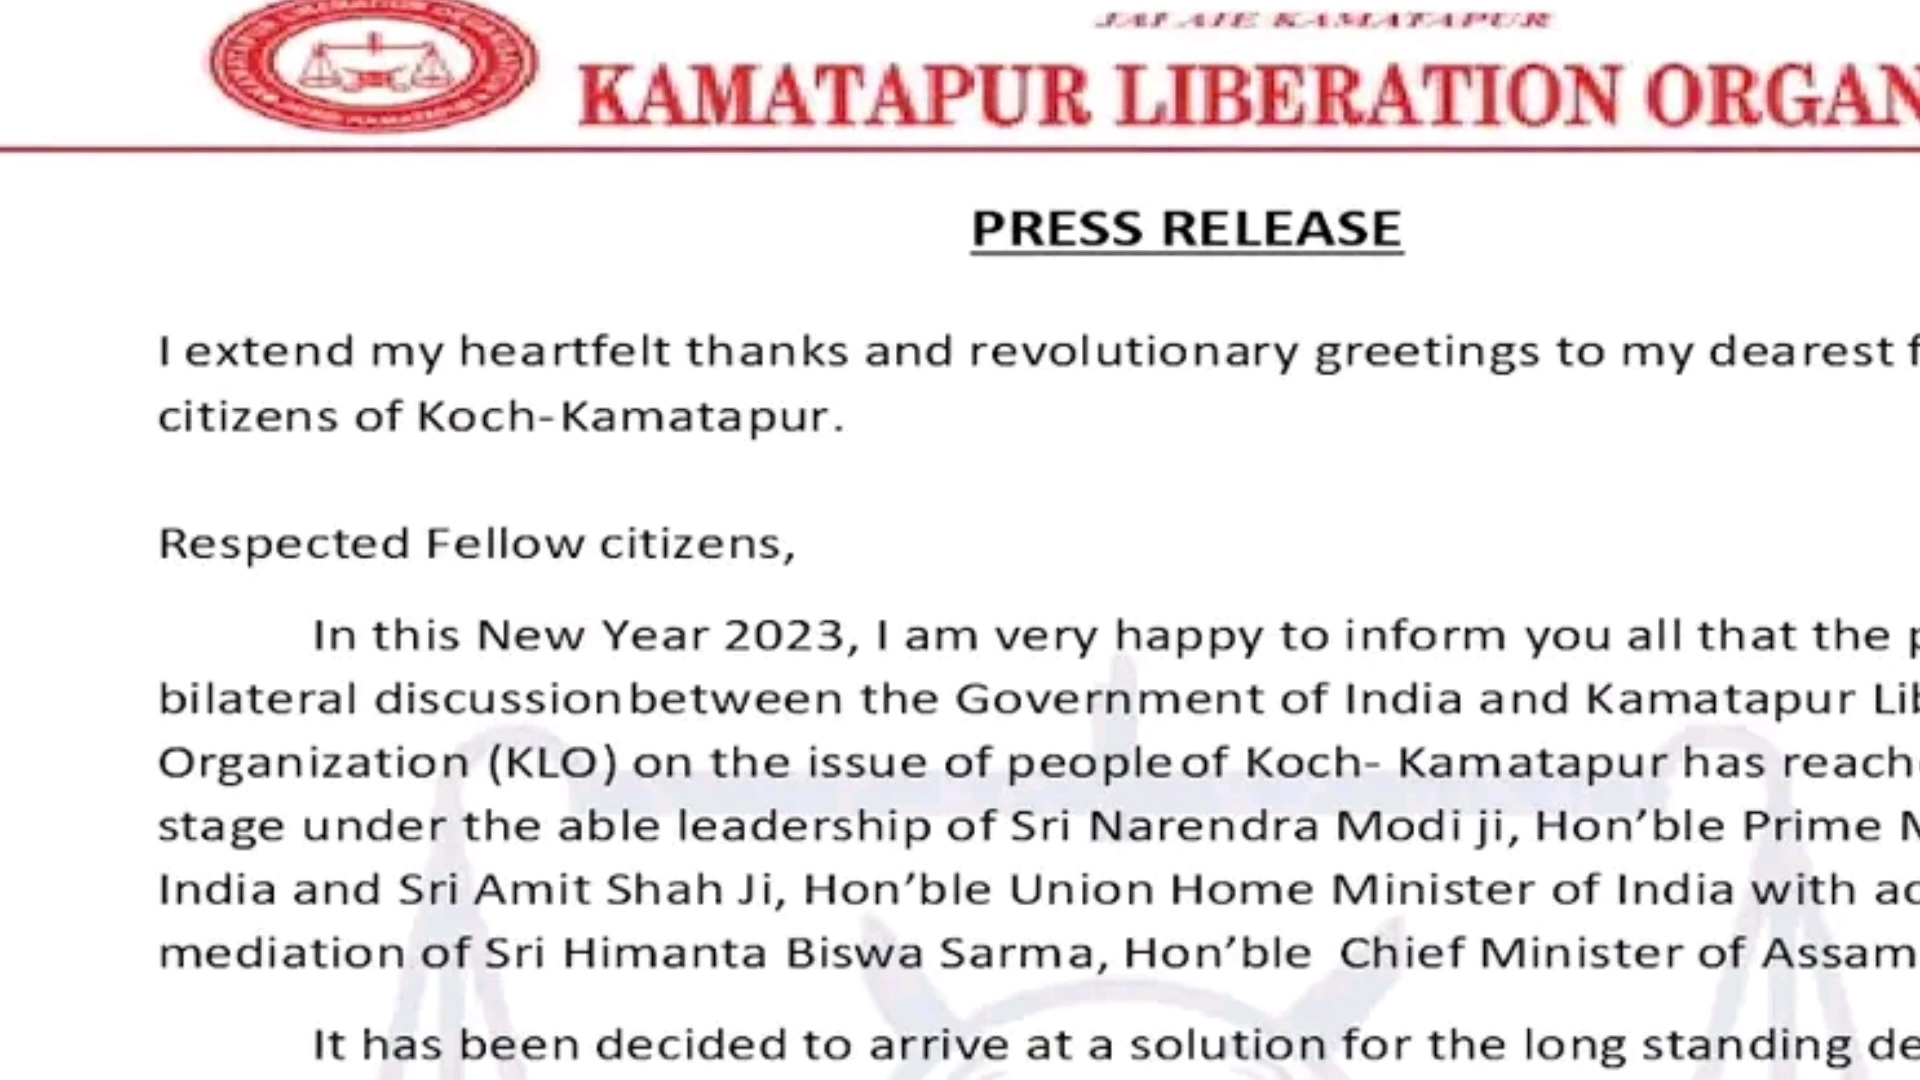 JAI AIE KAMATAPUR
KAMATAPUR LIBERATION ORGAN
PRESS RELEASE
I extend my heartfelt thanks and revolutionary greetings to my dearest f
citizens of Koch-Kamatapur.
Respected Fellow citizens,
In this New Year 2023, I am very happy to inform you all that the p
bilateral discussionbetween the Government of India and Kamatapur Lib
Organization (KLO) on the issue of people of Koch- Kamatapur has reach
stage under the able leadership of Sri Narendra Modi ji, Hon’ble Prime M
India and Sri Amit Shah Ji, Hon’ble Union Home Minister of India with ac
mediation of Sri Himanta Biswa Sarma, Hon’ble Chief Minister of Assam
It has been decided to arrive at a solution for the long standing de